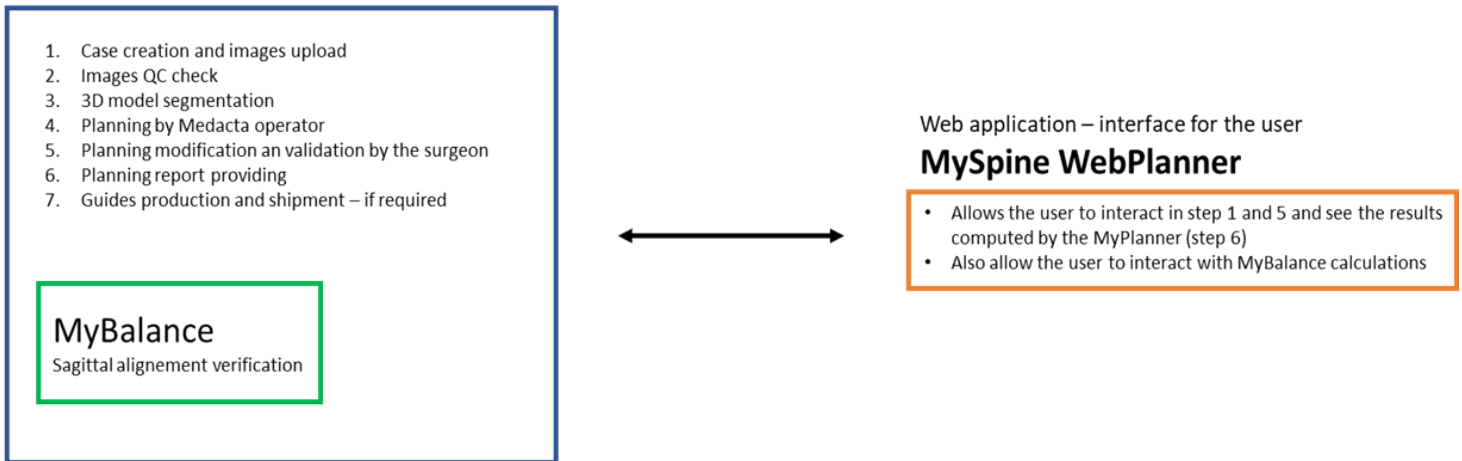 1. Case creation and images upload
2. Images QC check
3. 3D model segmentation
4. Planning by Medacta operator
5. Planning modification an validation by the surgeon
6. Planning report providing
7. Guides production and shipment – if required
MyBalance
Sagittal alignement verification
Web application – interface for the user
MySpine WebPlanner
• Allows the user to interact in step 1 and 5 and see the results
computed by the MyPlanner (step 6)
• Also allow the user to interact with MyBalance calculations